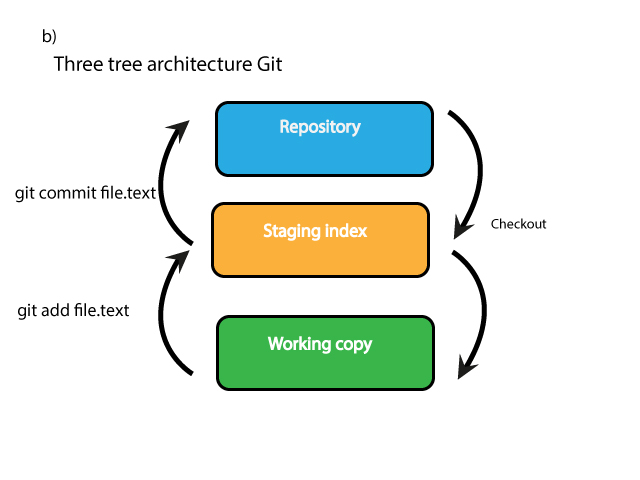 b)
Three tree architecture Git
Repository
git commit file.text
Staging index
Checkout
git add file.text
Working copy